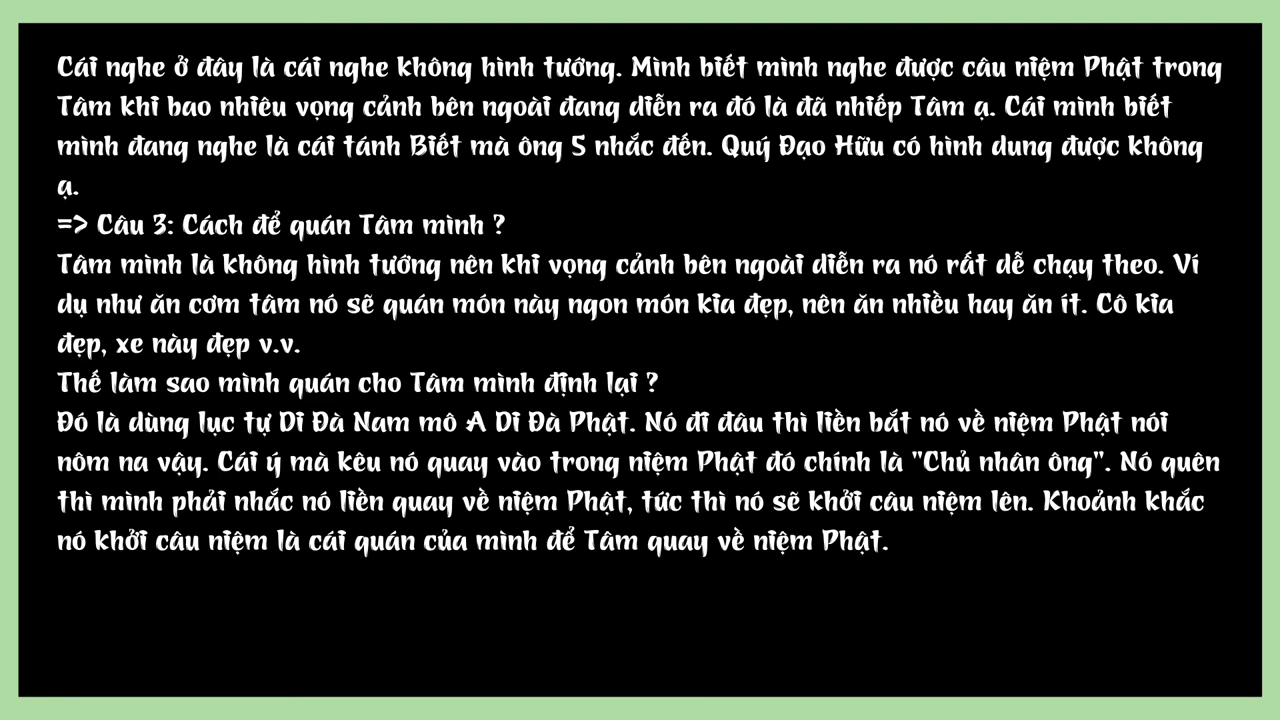 Cái nghe ở đây là cái nghe không hình tướng. Mình biết mình nghe được câu niệm Phật trong
Tâm khi bao nhiêu vọng cảnh bên ngoài đang diễn ra đó là đã nhiếp Tâm ạ. Cái mình biết
mình đang nghe là cái tánh Biết mà ông 5 nhắc đến. Quý Đạo Hữu có hình dung được không
ạ.
=> Câu 3: Cách để quán Tâm mình ?
Tâm mình là không hình tướng nên khi vọng cảnh bên ngoài diễn ra nó rất dễ chạy theo. Ví
dụ như ăn cơm tâm nó sẽ quán món này ngon món kia đẹp, nên ăn nhiều hay ăn ít. Cô kia
đẹp, xe này đẹp v.v.
Thế làm sao mình quán cho Tâm mình định lại ?
Đó là dùng lục tự Di Đà Nam mô A Di Đà Phật. Nó đi đâu thì liền bắt nó về niệm Phật nói
nôm na vậy. Cái ý mà kêu nó quay vào trong niệm Phật đó chính là "Chủ nhân ông". Nó quên
thì mình phải nhắc nó liền quay về niệm Phật, tức thì nó sẽ khởi câu niệm lên. Khoảnh khắc
nó khởi câu niệm là cái quán của mình để Tâm quay về niệm Phật.